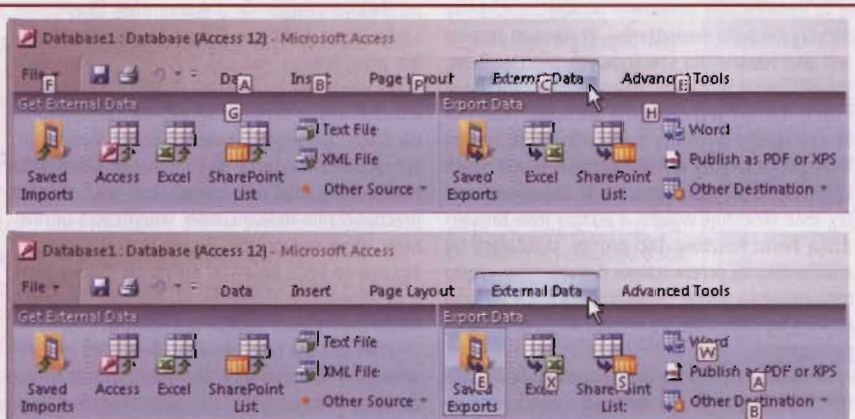 Database1 : Database (Access 12) - Microsoft Access
File Data Insert Page Layout External Data Advanced Tools
F A B P C E
Get External Data Export Data
G H
Saved Imports Access Excel SharePoint List Text File XML File Other Source Saved Exports Excel SharePoint List Word Publish as PDF or XPS Other Destination
Database1 : Database (Access 12) - Microsoft Access
File Data Insert Page Layout External Data Advanced Tools
Get External Data Export Data
Saved Imports Access Excel SharePoint List Text File XML File Other Source Saved Exports Excel SharePoint List Word Publish as PDF or XPS Other Destination
E X S W A B